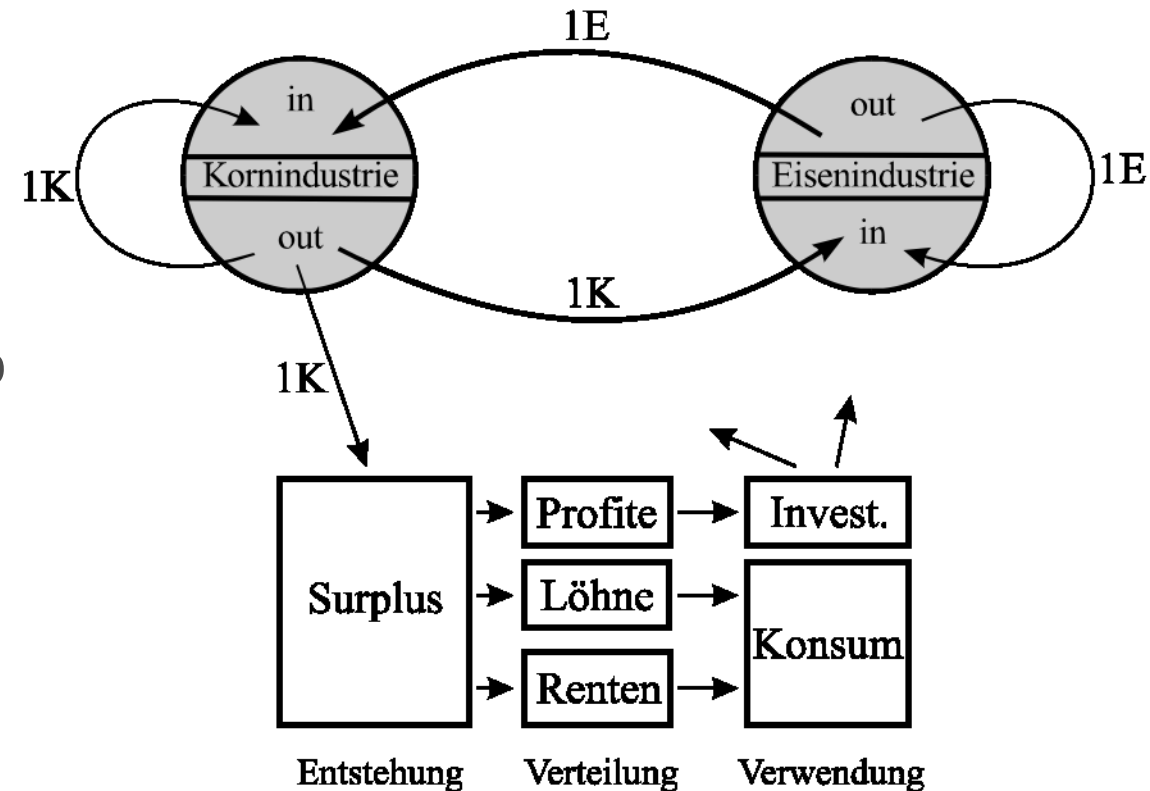 1E
in
out
1K
Kornindustrie
Eisenindustrie
1E
out
in
1K
1K
Surplus
Profite
Invest.
Löhne
Konsum
Renten
Entstehung
Verteilung
Verwendung